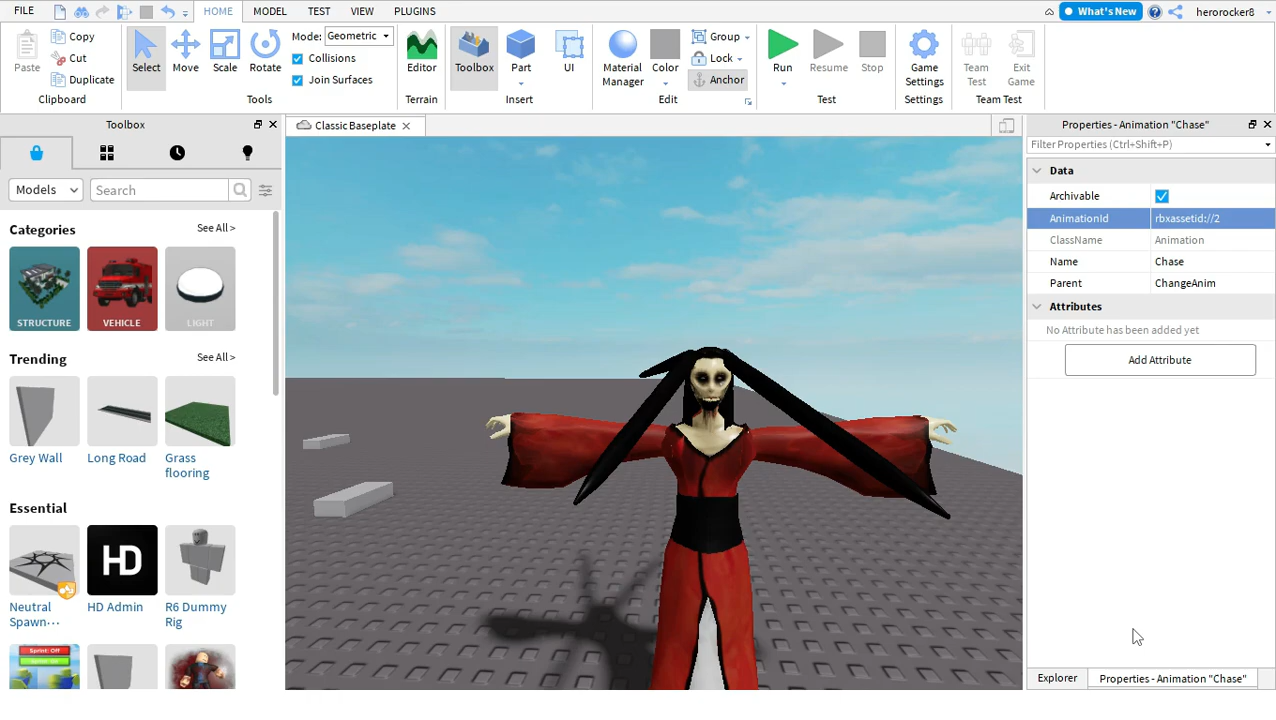 FILE HOME MODEL TEST VIEW PLUGINS What's New ? herorocker8
Copy
Cut
Duplicate
Paste
Clipboard
Select Move Scale Rotate
Mode: Geometric
Collisions
Join Surfaces
Tools
Editor
Terrain
Toolbox Part UI
Insert
Material Manager
Color
Group
Lock
Anchor
Edit
Run Resume Stop
Test
Game Settings
Settings
Team Test
Exit Game
Team Test
Toolbox
Models Search
Categories See All >
STRUCTURE VEHICLE LIGHT
Trending See All >
Grey Wall Long Road Grass flooring
Essential
HD
Neutral Spawn··· HD Admin R6 Dummy Rig
Sprint: Off
Classic Baseplate
Properties - Animation "Chase"
Filter Properties (Ctrl+Shift+P)
Data
Archivable
AnimationId rbxassetid://2
ClassName Animation
Name Chase
Parent ChangeAnim
Attributes
No Attribute has been added yet
Add Attribute
Explorer Properties - Animation "Chase"